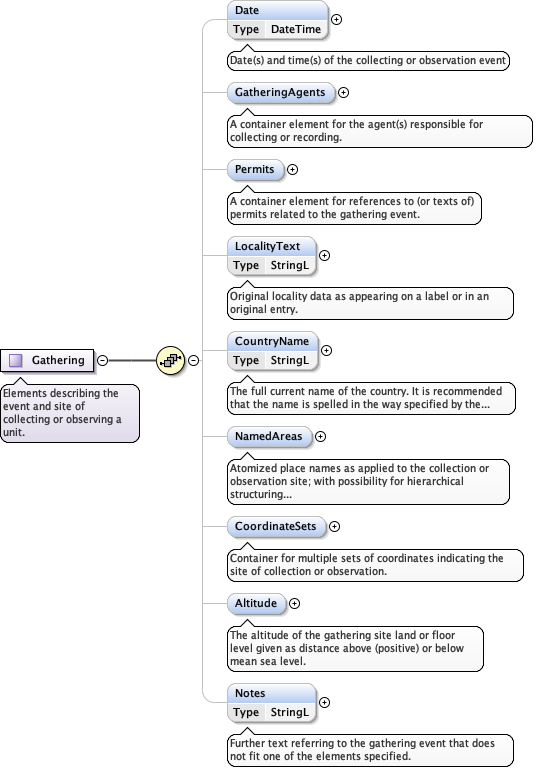 Date
Type DateTime
Date(s) and time(s) of the collecting or observation event
GatheringAgents
A container element for the agent(s) responsible for
collecting or recording.
Permits
A container element for references to (or texts of)
permits related to the gathering event.
LocalityText
Type StringL
Original locality data as appearing on a label or in an
original entry.
Gathering
Elements describing the
event and site of
collecting or observing a
unit.
CountryName
Type StringL
The full current name of the country. It is recommended
that the name is spelled in the way specified by the...
NamedAreas
Atomized place names as applied to the collection or
observation site; with possibility for hierarchical
structuring...
CoordinateSets
Container for multiple sets of coordinates indicating the
site of collection or observation.
Altitude
The altitude of the gathering site land or floor
level given as distance above (positive) or below
mean sea level.
Notes
Type StringL
Further text referring to the gathering event that does
not fit one of the elements specified.